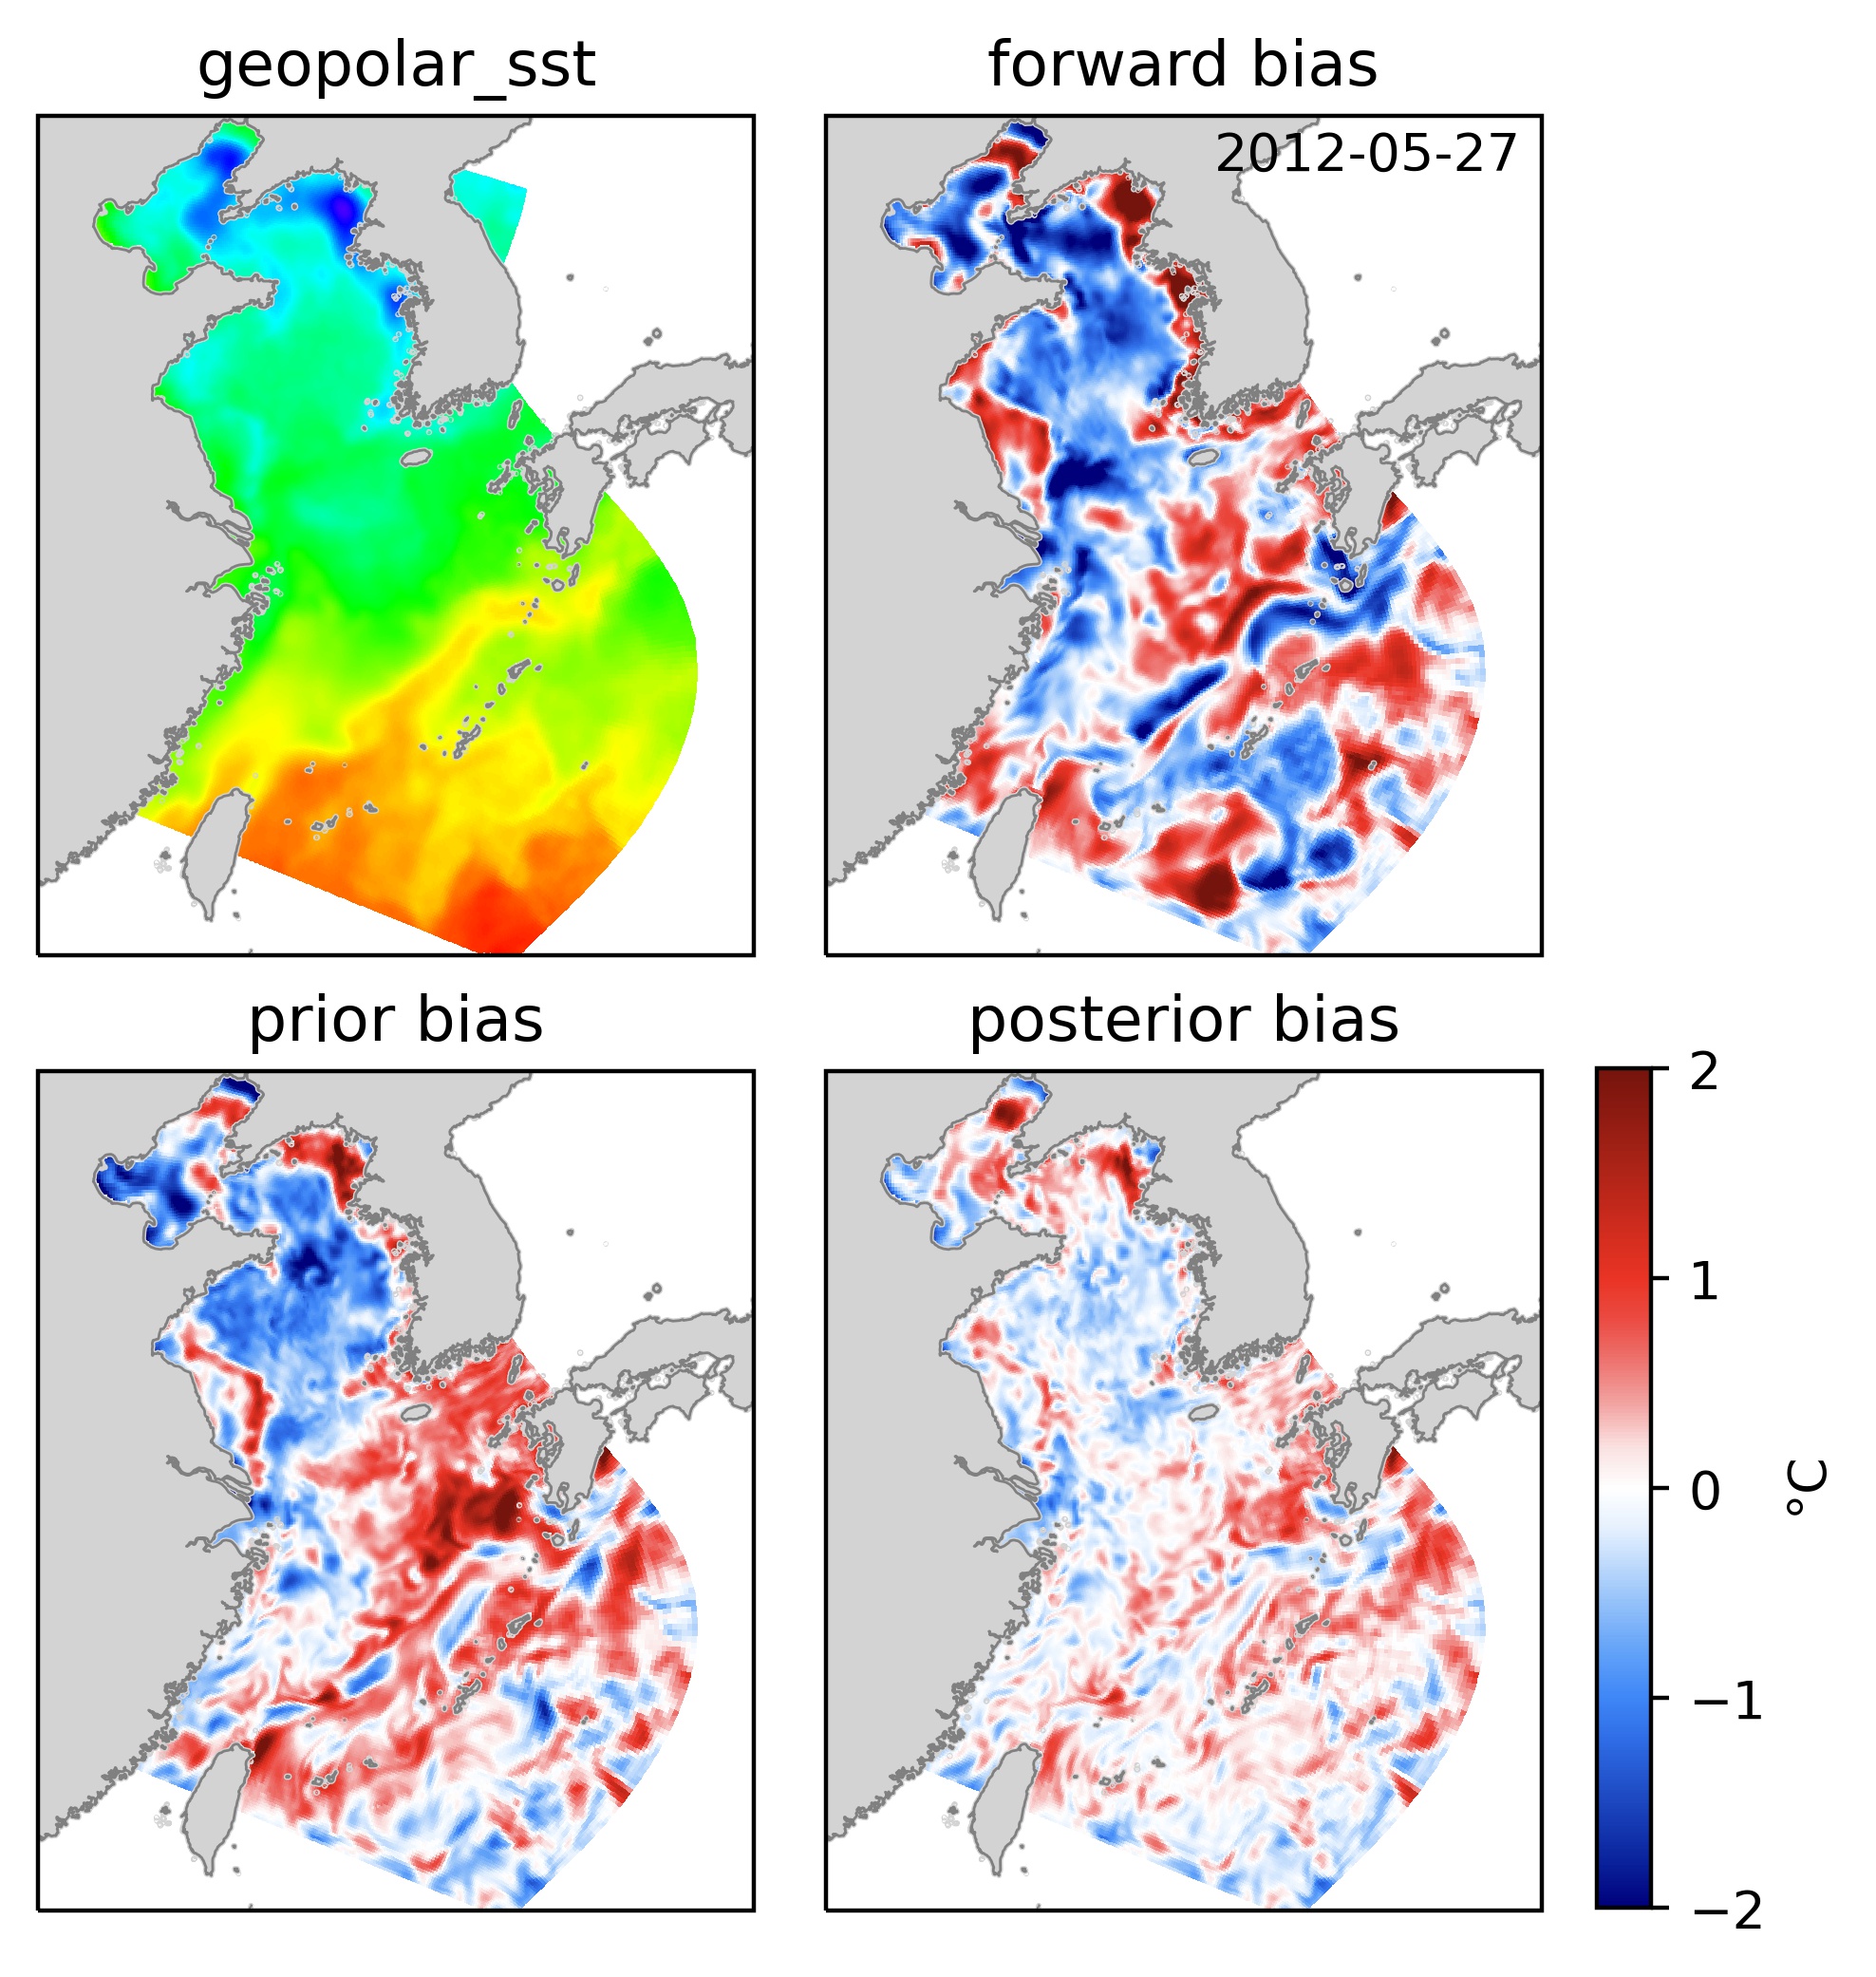 geopolar_sst
forward bias
2012-05-27
prior bias
posterior bias
2
1
0
−1
−2
°C